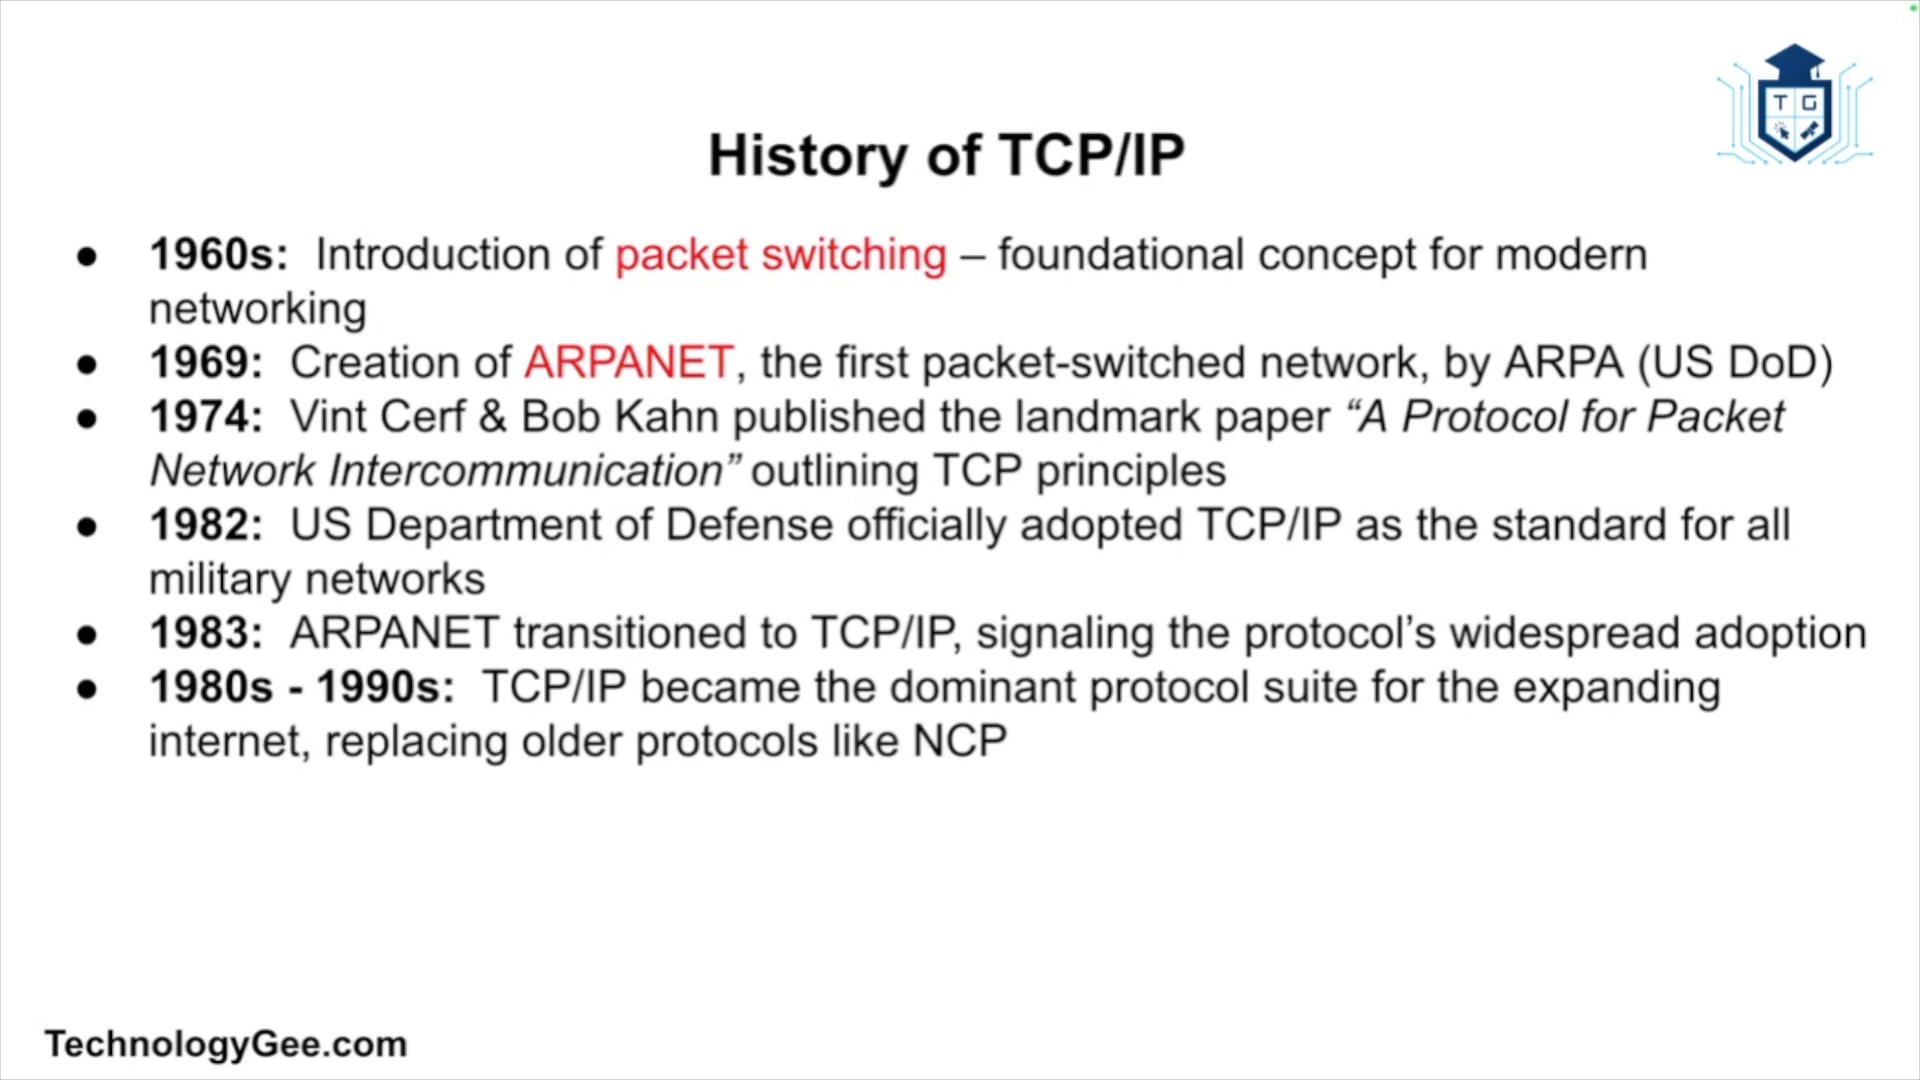 T G
History of TCP/IP
● 1960s: Introduction of packet switching – foundational concept for modern
networking
● 1969: Creation of ARPANET, the first packet-switched network, by ARPA (US DoD)
● 1974: Vint Cerf & Bob Kahn published the landmark paper “A Protocol for Packet
Network Intercommunication” outlining TCP principles
● 1982: US Department of Defense officially adopted TCP/IP as the standard for all
military networks
● 1983: ARPANET transitioned to TCP/IP, signaling the protocol’s widespread adoption
● 1980s - 1990s: TCP/IP became the dominant protocol suite for the expanding
internet, replacing older protocols like NCP
TechnologyGee.com